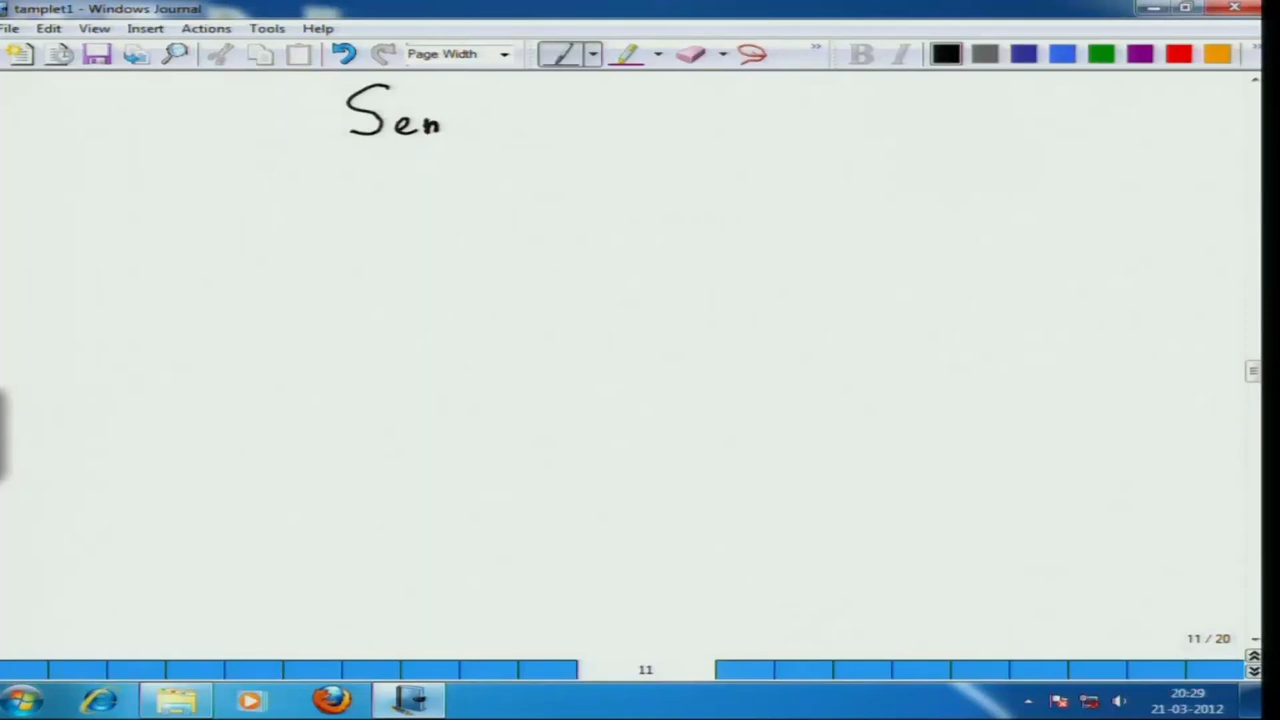 tamplet1 - Windows Journal
File Edit View Insert Actions Tools Help
Page Width B I
Sen
11 / 20
11
20:29
21-03-2012